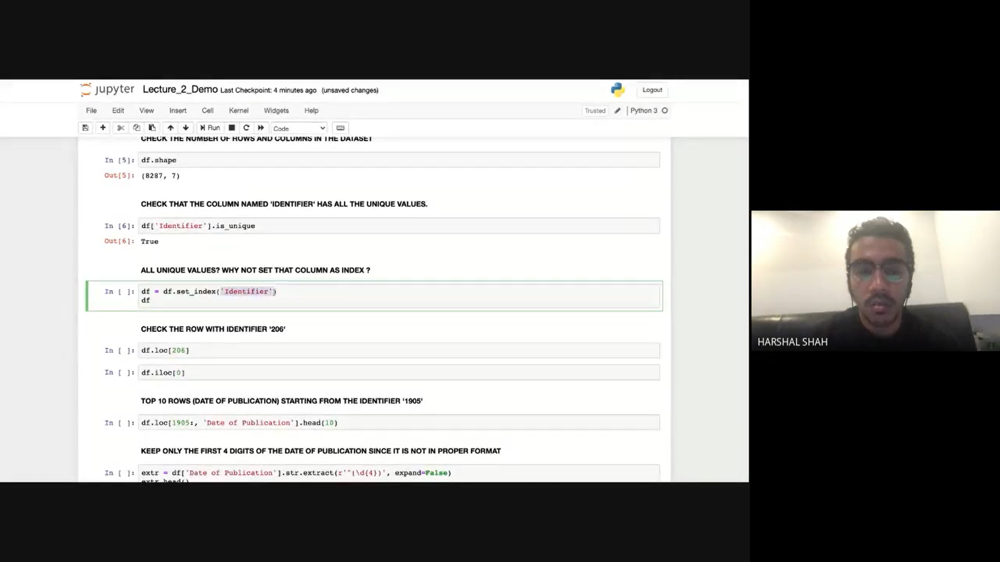 jupyter Lecture_2_Demo Last Checkpoint: 4 minutes ago (unsaved changes)
Logout
File Edit View Insert Cell Kernel Widgets Help
Trusted Python 3
Run Code
CHECK THE NUMBER OF ROWS AND COLUMNS IN THE DATASET
In [5]: df.shape
Out[5]: (8287, 7)
CHECK THAT THE COLUMN NAMED 'IDENTIFIER' HAS ALL THE UNIQUE VALUES.
In [6]: df['Identifier'].is_unique
Out[6]: True
ALL UNIQUE VALUES? WHY NOT SET THAT COLUMN AS INDEX ?
In [ ]: df = df.set_index('Identifier')
df
CHECK THE ROW WITH IDENTIFIER '206'
In [ ]: df.loc[206]
In [ ]: df.iloc[0]
TOP 10 ROWS (DATE OF PUBLICATION) STARTING FROM THE IDENTIFIER '1905'
In [ ]: df.loc[1905:, 'Date of Publication'].head(10)
KEEP ONLY THE FIRST 4 DIGITS OF THE DATE OF PUBLICATION SINCE IT IS NOT IN PROPER FORMAT
In [ ]: extr = df['Date of Publication'].str.extract(r'^(\d{4})', expand=False)
extr.head()
HARSHAL SHAH